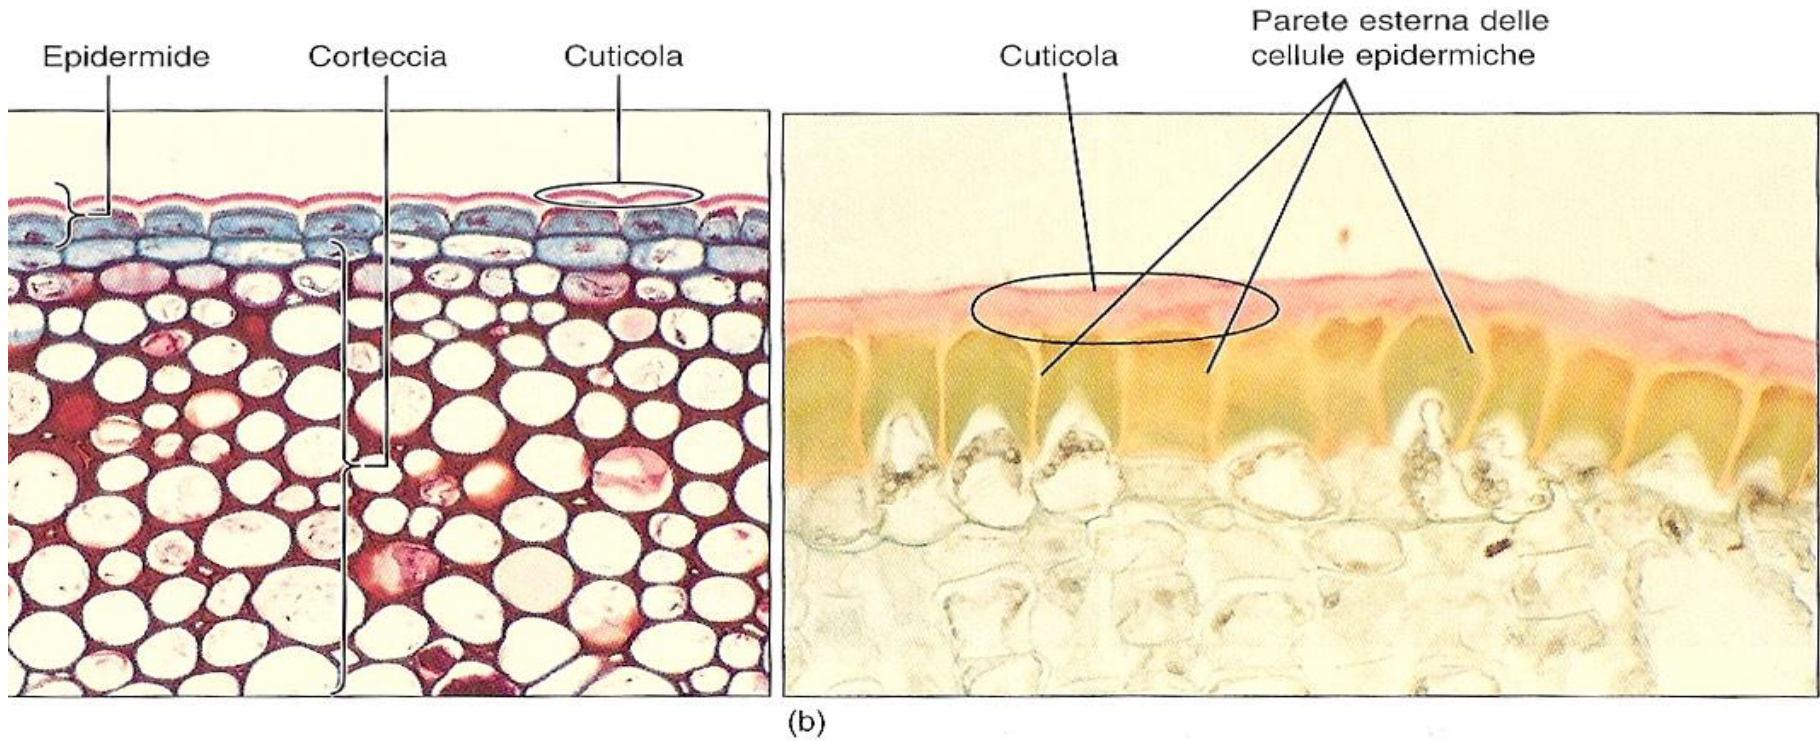 Epidermide
Corteccia
Cuticola
Cuticola
Parete esterna delle
cellule epidermiche
(b)